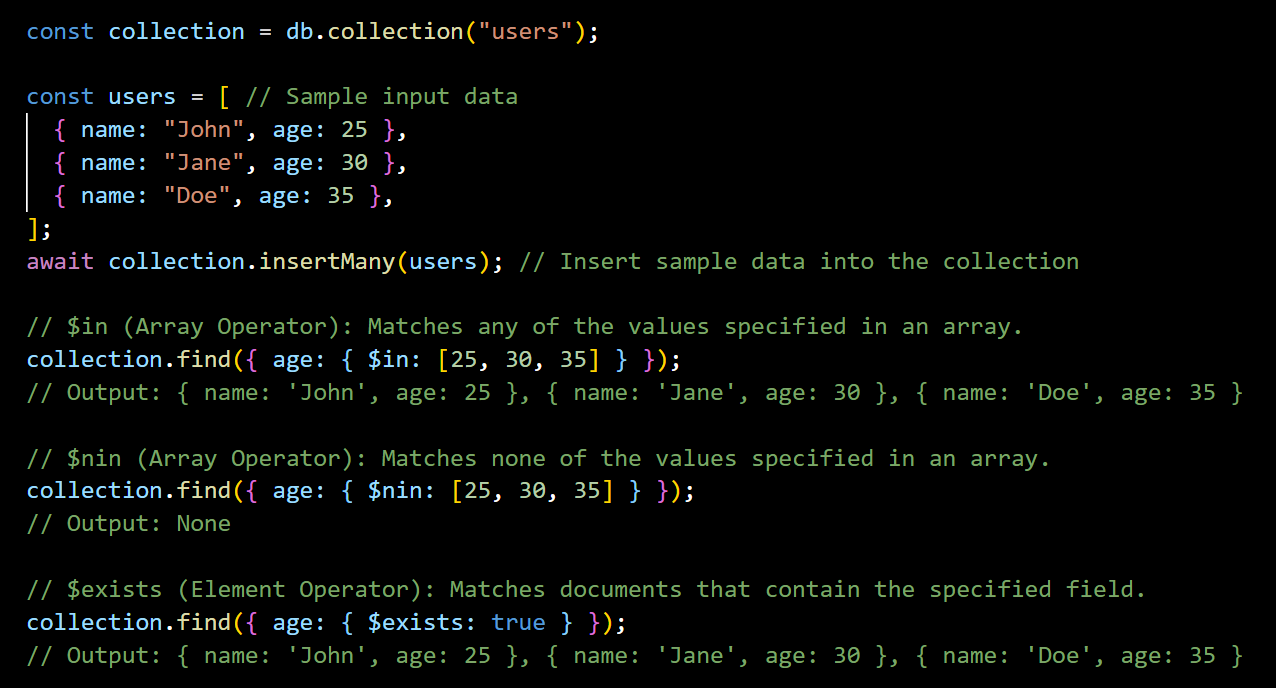 const collection = db.collection("users");
const users = [ // Sample input data
{ name: "John", age: 25 },
{ name: "Jane", age: 30 },
{ name: "Doe", age: 35 },
];
await collection.insertMany(users); // Insert sample data into the collection
// $in (Array Operator): Matches any of the values specified in an array.
collection.find({ age: { $in: [25, 30, 35] } });
// Output: { name: 'John', age: 25 }, { name: 'Jane', age: 30 }, { name: 'Doe', age: 35 }
// $nin (Array Operator): Matches none of the values specified in an array.
collection.find({ age: { $nin: [25, 30, 35] } });
// Output: None
// $exists (Element Operator): Matches documents that contain the specified field.
collection.find({ age: { $exists: true } });
// Output: { name: 'John', age: 25 }, { name: 'Jane', age: 30 }, { name: 'Doe', age: 35 }